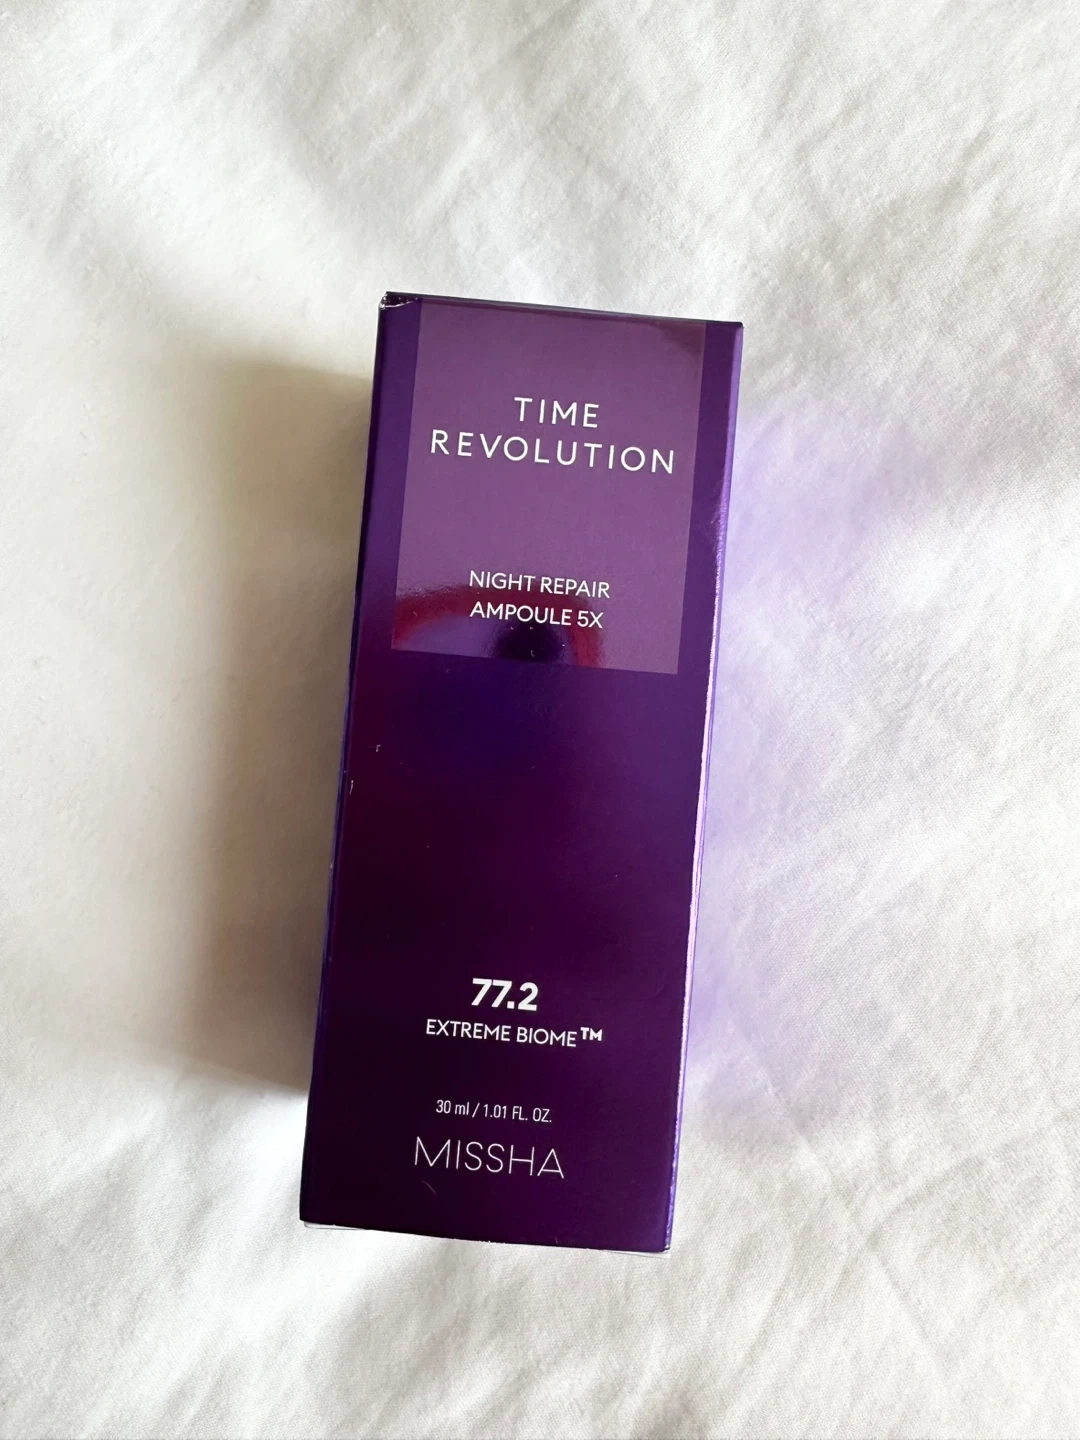 TIME
REVOLUTION
NIGHT REPAIR
AMPOULE 5X
77.2
EXTREME BIOME™
30 ml / 1.01 FL. OZ.
MISSHA